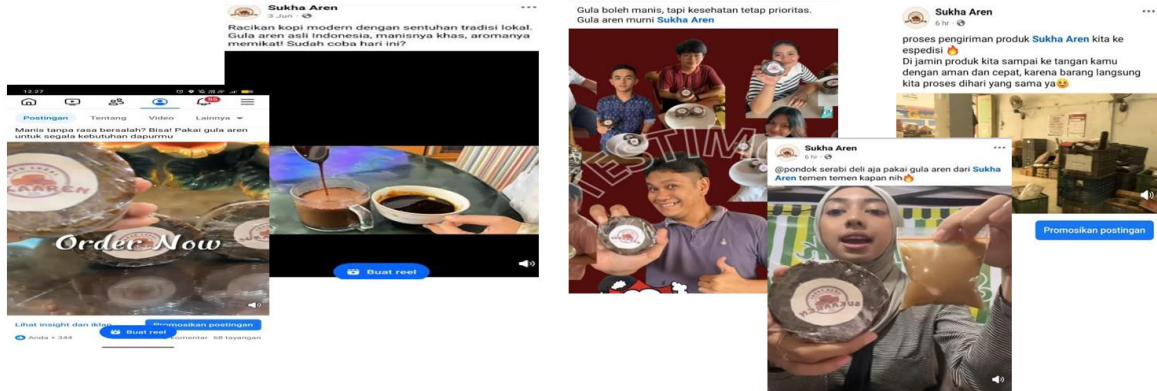 Sukha Aren
3 Jun
Racikan kopi modern dengan sentuhan tradisi lokal.
Gula aren asli Indonesia, manisnya khas, aromanya
memikat! Sudah coba hari ini?
Buat reel
12.27
Postingan Tentang Video Lainnya
Manis tanpa rasa bersalah? Bisa! Pakai gula aren
untuk segala kebutuhan dapurmu
Order Now
Lihat insight dan iklan
Promosikan postingan
Buat reel
Anda + 344
komentar 68 tayangan
Gula boleh manis, tapi kesehatan tetap prioritas.
Gula aren murni Sukha Aren
TESTIM
Sukha Aren
6 hr
@pondok serabi deli aja pakai gula aren dari Sukha
Aren temen temen kapan nih🔥
SUKAAREN
Sukha Aren
6 hr
proses pengiriman produk Sukha Aren kita ke
espedisi 🔥
Di jamin produk kita sampai ke tangan kamu
dengan aman dan cepat, karena barang langsung
kita proses dihari yang sama ya😊
Promosikan postingan